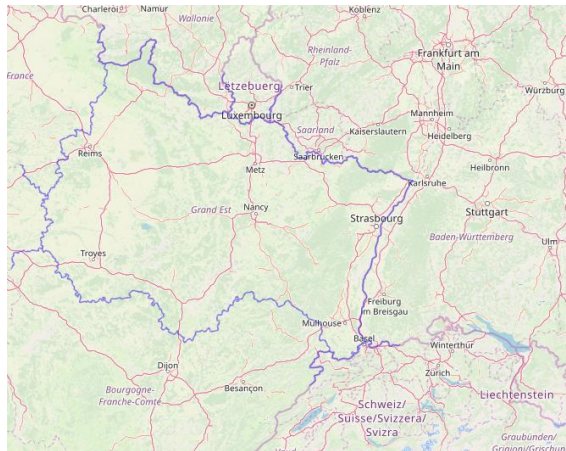 Charleroi
Namur
Wallonie
Koblenz
Rheinland-
Pfalz
Frankfurt am
Main
France
Lëtzebuerg
Trier
Würzburg
Luxembourg
Mannheim
Saarland
Kaiserslautern
Heidelberg
Reims
Saarbrücken
Metz
Heilbronn
Karlsruhe
Grand Est
Nancy
Strasbourg
Stuttgart
Baden-Württemberg
Ulm
Troyes
Freiburg
im Breisgau
Mulhouse
Basel
Winterthur
Dijon
Zürich
Besançon
Bourgogne-
Franche-Comté
Liechtenstein
Schweiz/
Suisse/Svizzera/
Svizra
Graubünden/